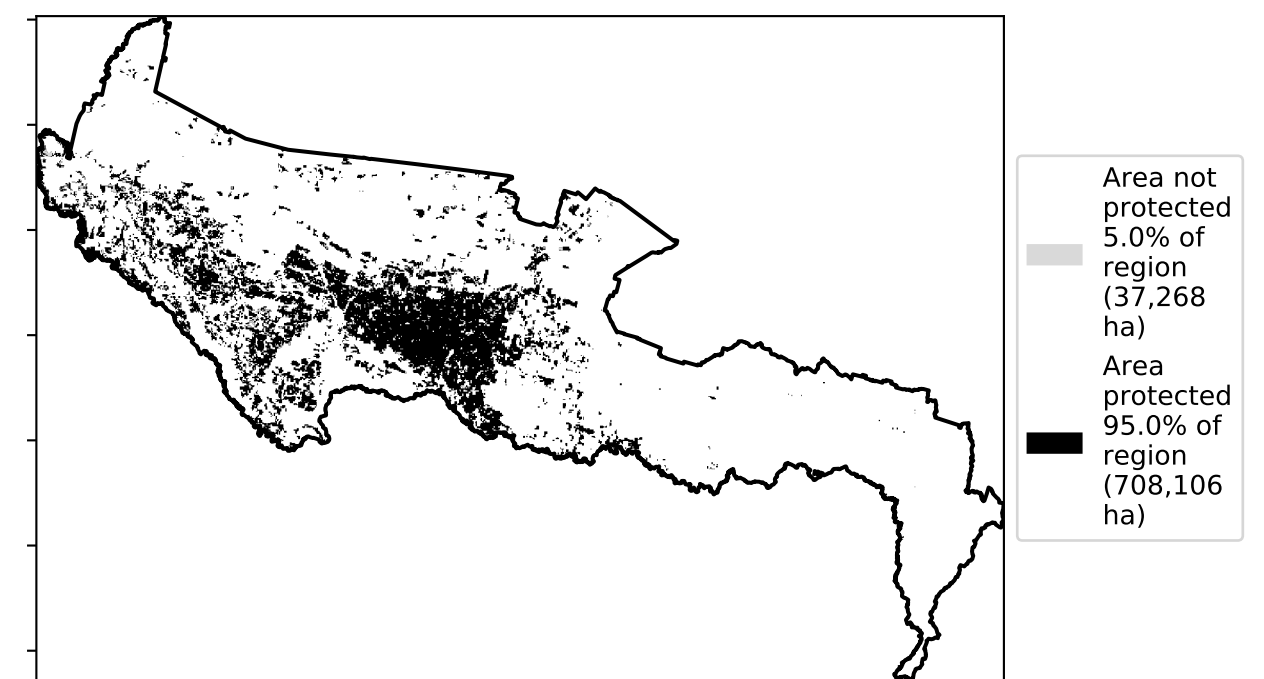 Area not
protected
5.0% of
region
(37,268
ha)
Area
protected
95.0% of
region
(708,106
ha)